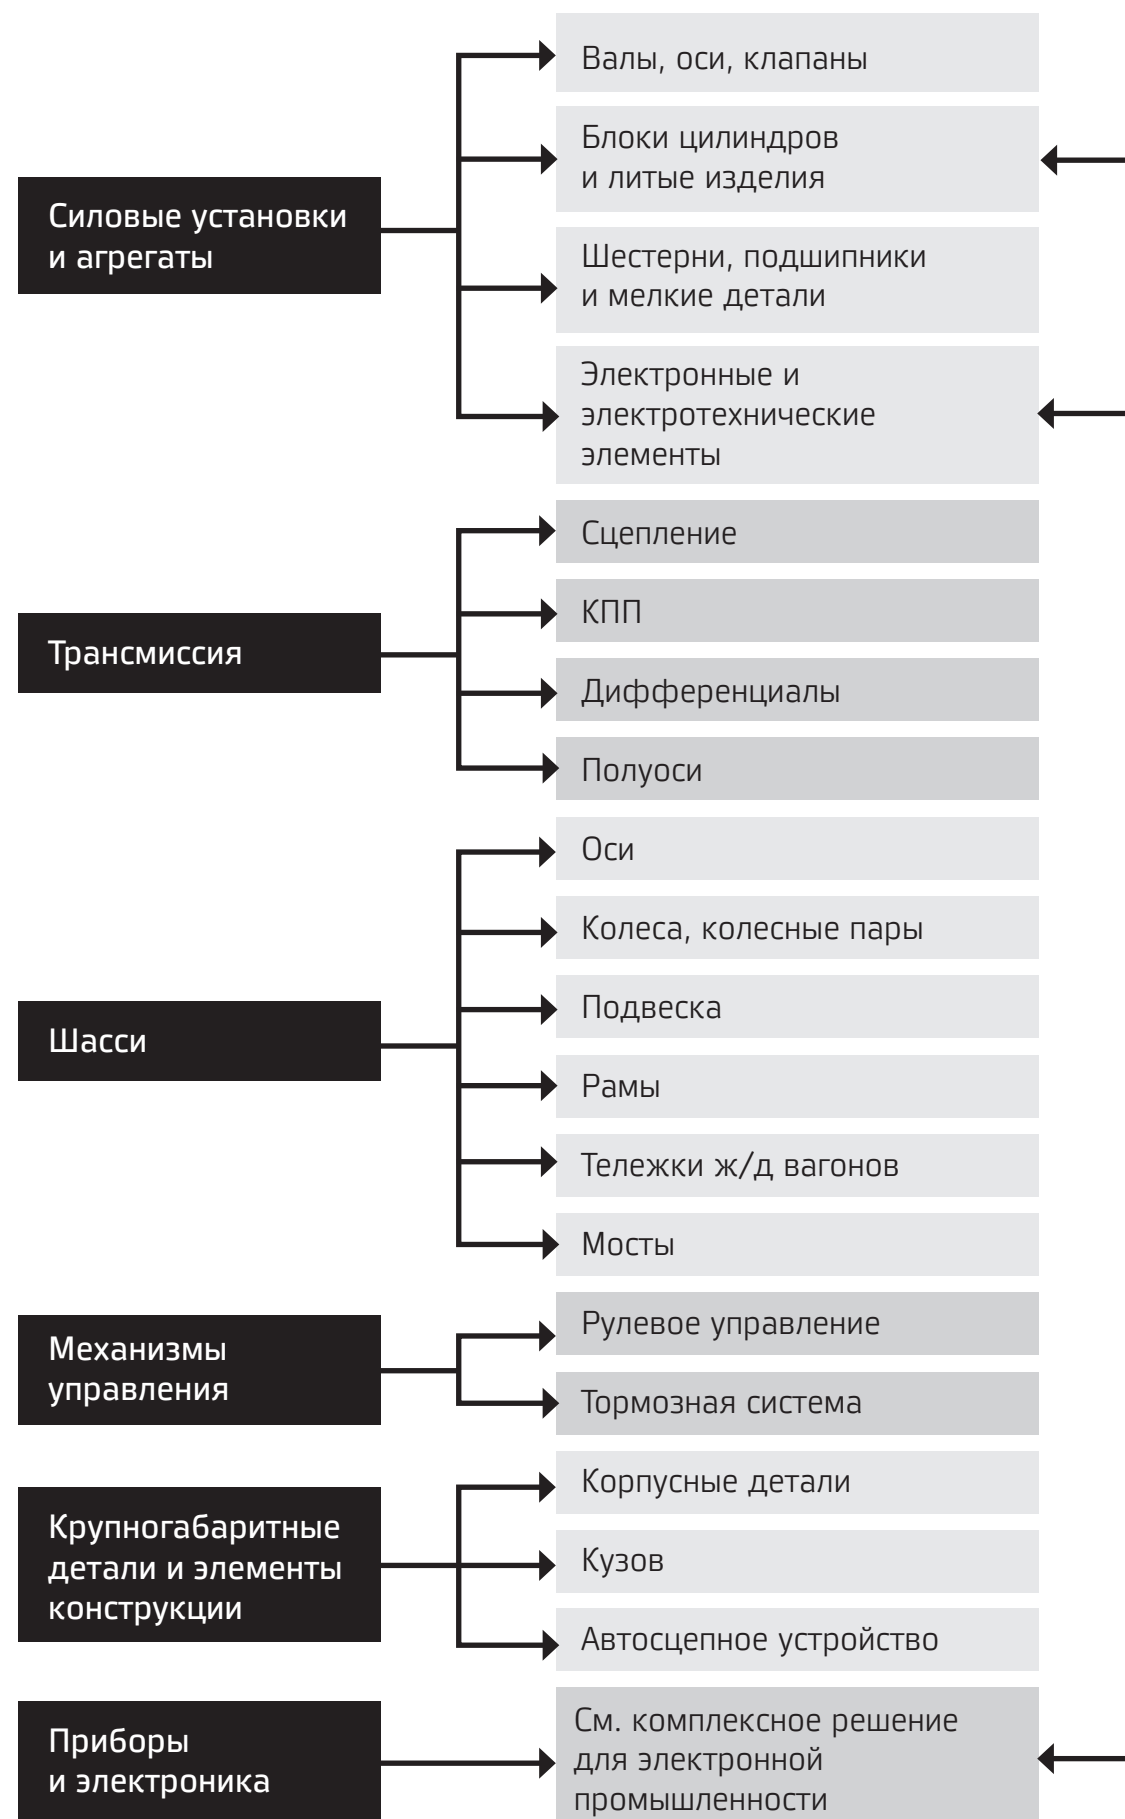 Силовые установки
и агрегаты
Валы, оси, клапаны
Блоки цилиндров
и литые изделия
Шестерни, подшипники
и мелкие детали
Электронные и
электротехнические
элементы
Трансмиссия
Сцепление
КПП
Дифференциалы
Полуоси
Шасси
Оси
Колеса, колесные пары
Подвеска
Рамы
Тележки ж/д вагонов
Мосты
Механизмы
управления
Рулевое управление
Тормозная система
Крупногабаритные
детали и элементы
конструкции
Корпусные детали
Кузов
Автосцепное устройство
Приборы
и электроника
См. комплексное решение
для электронной
промышленности